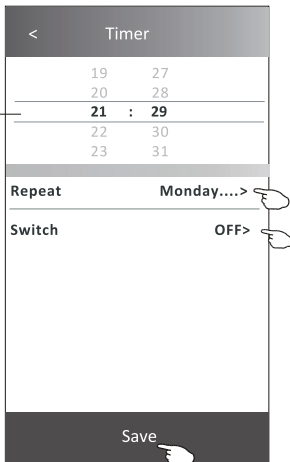 < Timer
19 27
20 28
21 : 29
22 30
23 31
Repeat Monday....>
Switch OFF>
Save